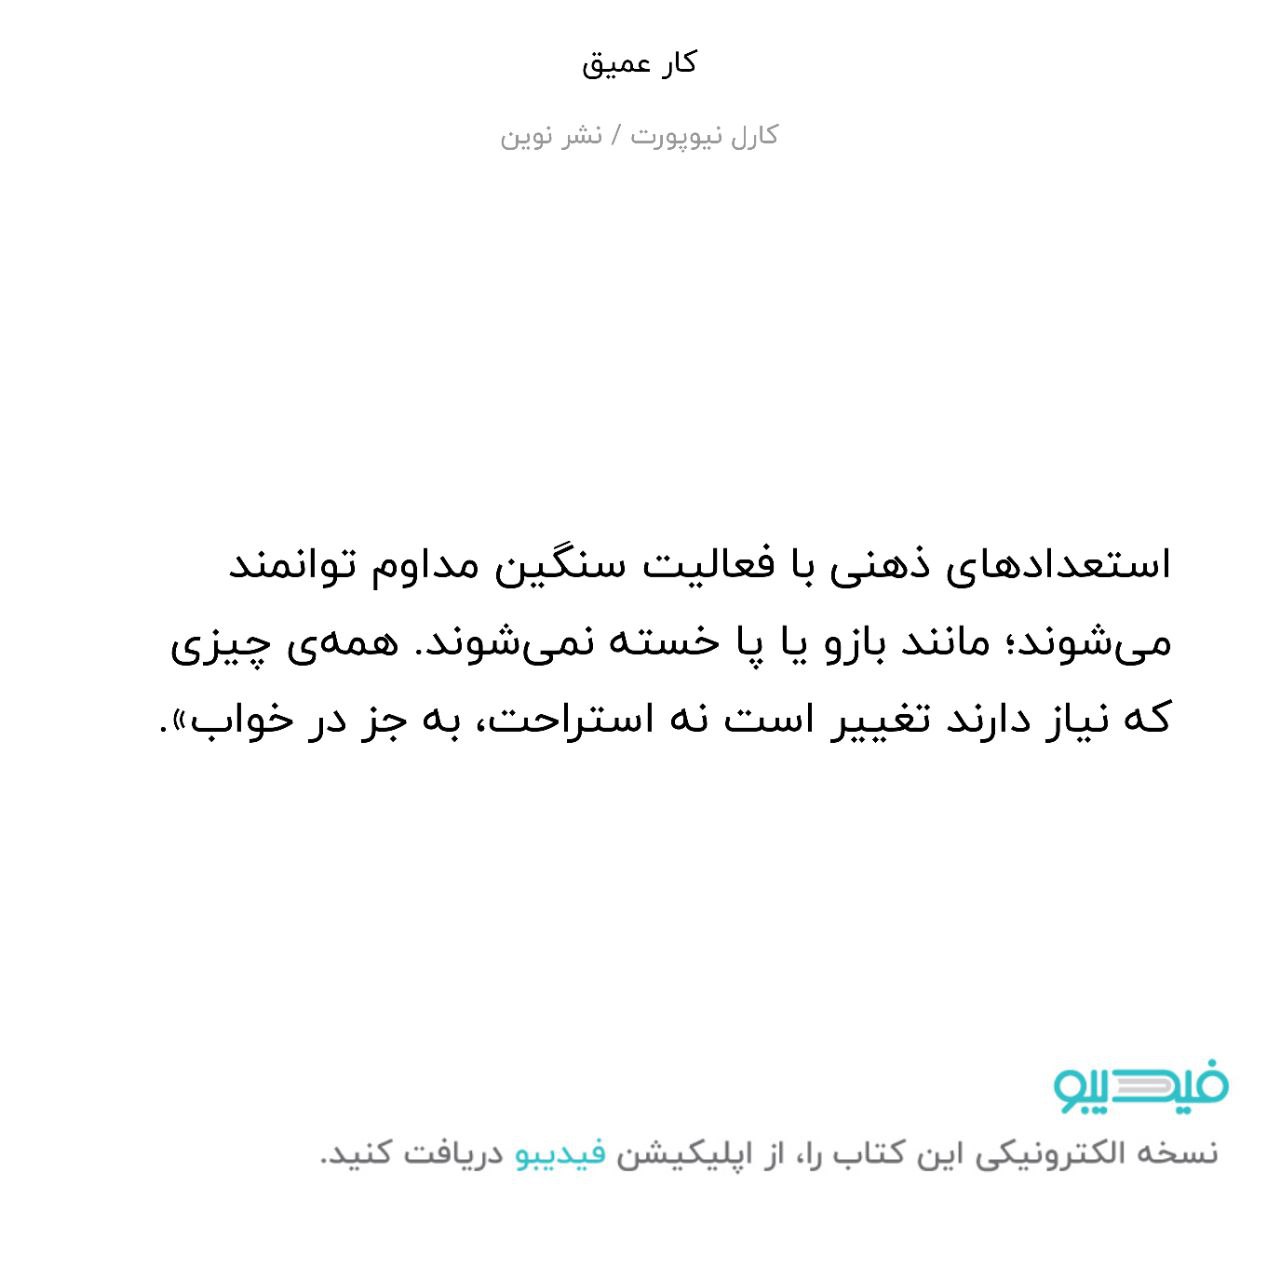 کار عمیق
کارل نیوپورت / نشر نوین
استعدادهای ذهنی با فعالیت سنگین مداوم توانمند
می‌شوند؛ مانند بازو یا پا خسته نمی‌شوند. همه‌ی چیزی
که نیاز دارند تغییر است نه استراحت، به جز در خواب».
فیدیبو
نسخه الکترونیکی این کتاب را، از اپلیکیشن فیدیبو دریافت کنید.